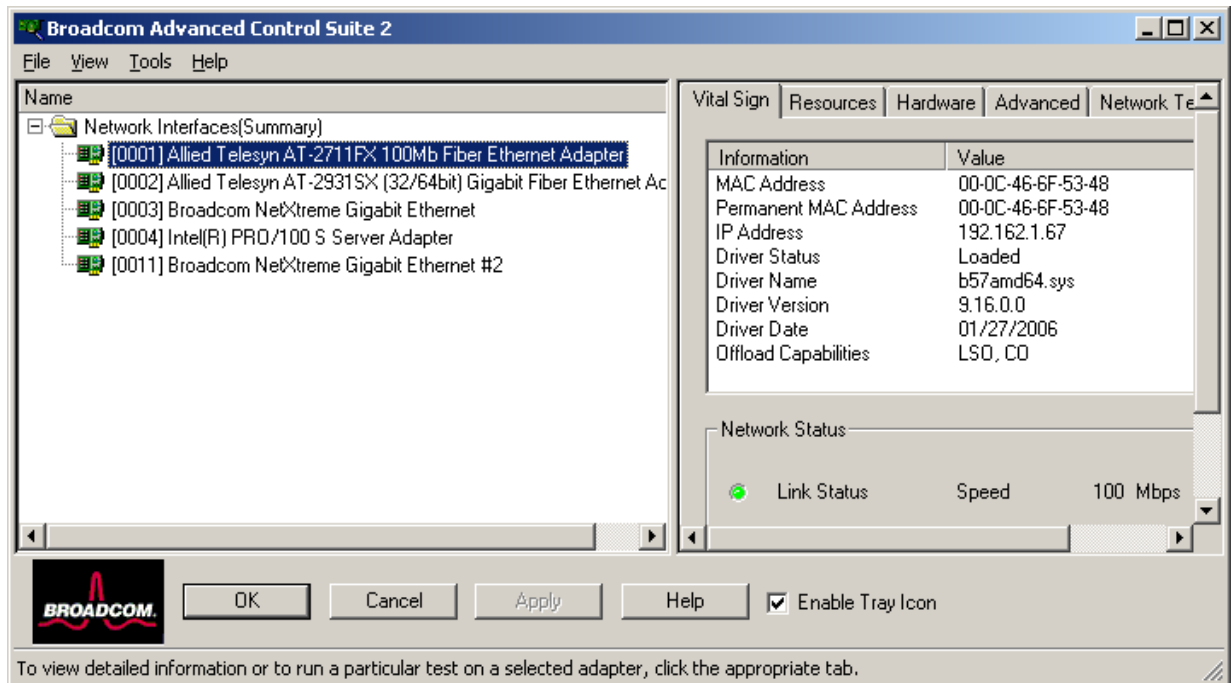 Broadcom Advanced Control Suite 2
File View Tools Help
Name
Network Interfaces(Summary)
[0001] Allied Telesyn AT-2711FX 100Mb Fiber Ethernet Adapter
[0002] Allied Telesyn AT-2931SX (32/64bit) Gigabit Fiber Ethernet Ac
[0003] Broadcom NetXtreme Gigabit Ethernet
[0004] Intel(R) PRO/100 S Server Adapter
[0011] Broadcom NetXtreme Gigabit Ethernet #2
Vital Sign Resources Hardware Advanced Network Te
Information Value
MAC Address 00-0C-46-6F-53-48
Permanent MAC Address 00-0C-46-6F-53-48
IP Address 192.162.1.67
Driver Status Loaded
Driver Name b57amd64.sys
Driver Version 9.16.0.0
Driver Date 01/27/2006
Offload Capabilities LSO, CO
Network Status
Link Status Speed 100 Mbps
BROADCOM. OK Cancel Apply Help Enable Tray Icon
To view detailed information or to run a particular test on a selected adapter, click the appropriate tab.